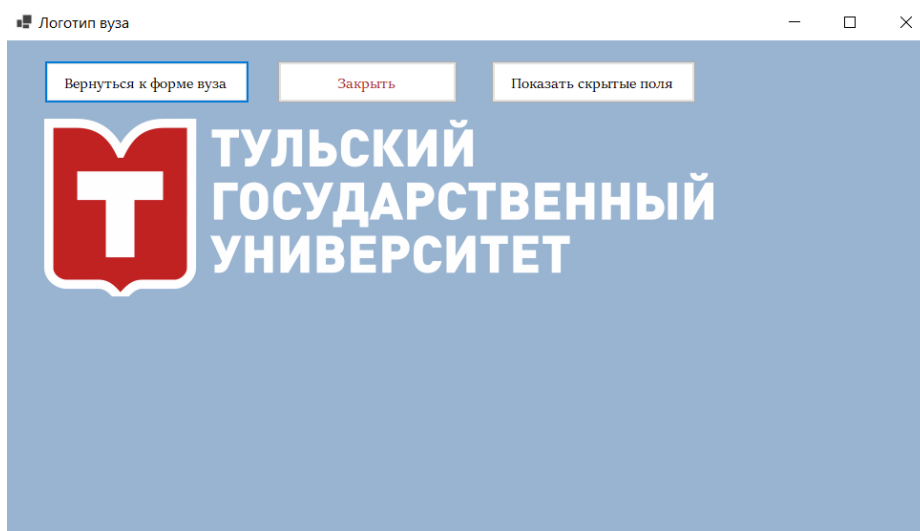 Логотип вуза
Вернуться к форме вуза
Закрыть
Показать скрытые поля
Т
ТУЛЬСКИЙ
ГОСУДАРСТВЕННЫЙ
УНИВЕРСИТЕТ